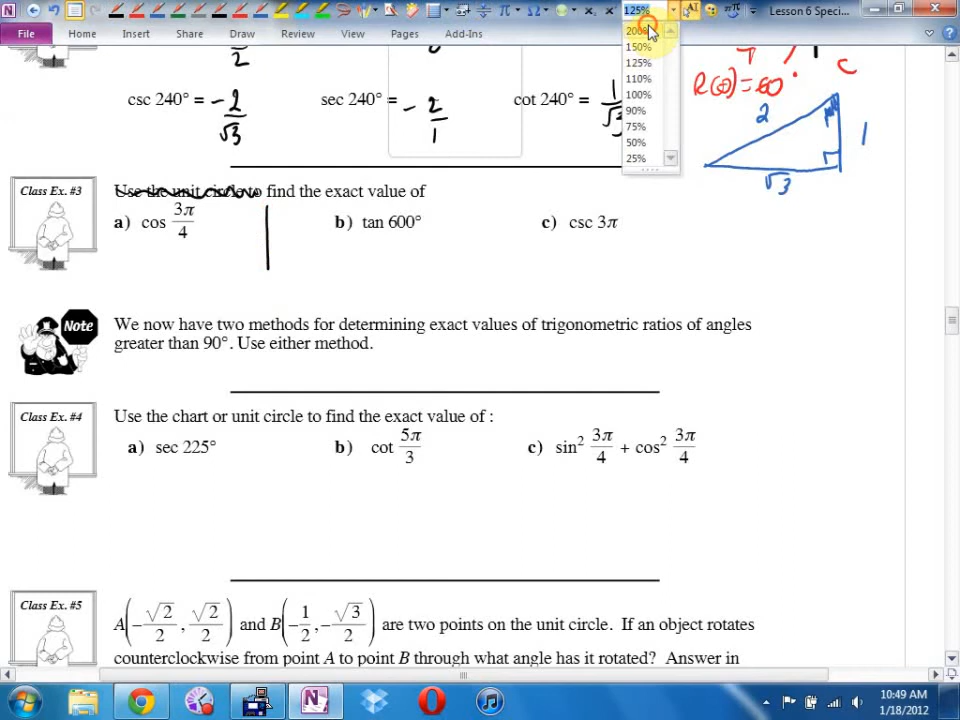 125%
Lesson 6 Speci...
File Home Insert Share Draw Review View Pages Add-Ins
200%
150%
125%
110%
100%
90%
75%
50%
25%
2
csc 240° = - 2/√3 sec 240° = - 2/1 cot 240° = 1/√3
R(θ) = 60°
C
2
1
√3
Class Ex. #3
Use the unit circle to find the exact value of
a) cos 3π/4 b) tan 600° c) csc 3π
Note
We now have two methods for determining exact values of trigonometric ratios of angles
greater than 90°. Use either method.
Class Ex. #4
Use the chart or unit circle to find the exact value of :
a) sec 225° b) cot 5π/3 c) sin² 3π/4 + cos² 3π/4
Class Ex. #5
A(-√2/2, √2/2) and B(-1/2, -√3/2) are two points on the unit circle. If an object rotates
counterclockwise from point A to point B through what angle has it rotated? Answer in
10:49 AM
1/18/2012